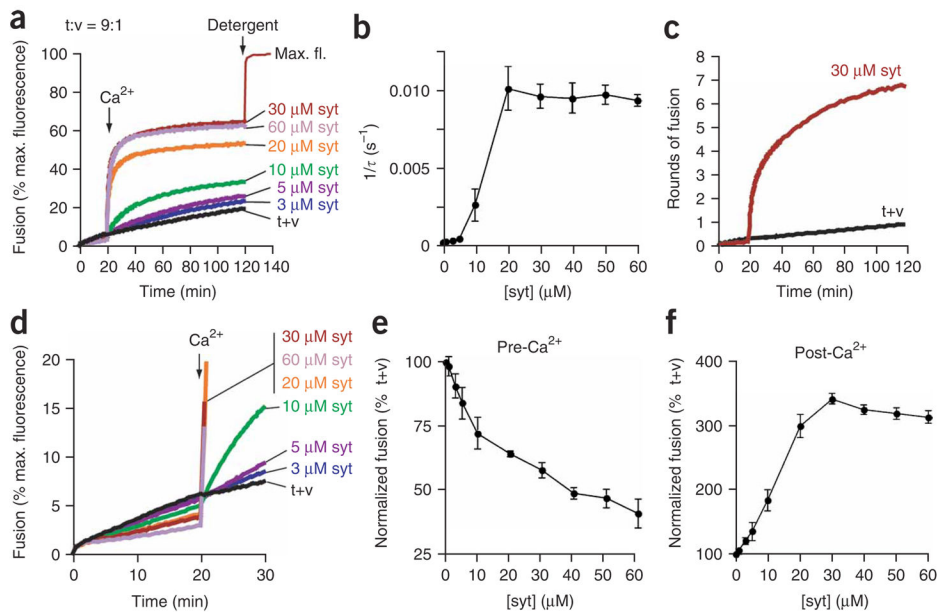 a
t:v = 9:1
Detergent
Max. fl.
Ca²⁺
30 μM syt
60 μM syt
20 μM syt
10 μM syt
5 μM syt
3 μM syt
t+v
Fusion (% max. fluorescence)
100
80
60
40
20
0
0 20 40 60 80 100 120 140
Time (min)
b
1/τ (s⁻¹)
0.010
0.005
0
0 10 20 30 40 50 60
[syt] (μM)
c
30 μM syt
t+v
Rounds of fusion
8
7
6
5
4
3
2
1
0
0 20 40 60 80 100 120
Time (min)
d
Ca²⁺
30 μM syt
60 μM syt
20 μM syt
10 μM syt
5 μM syt
3 μM syt
t+v
Fusion (% max. fluorescence)
20
15
10
5
0
0 10 20 30
Time (min)
e
Pre-Ca²⁺
Normalized fusion (% t+v)
100
75
50
25
0 10 20 30 40 50 60
[syt] (μM)
f
Post-Ca²⁺
Normalized fusion (% t+v)
400
300
200
100
0 10 20 30 40 50 60
[syt] (μM)